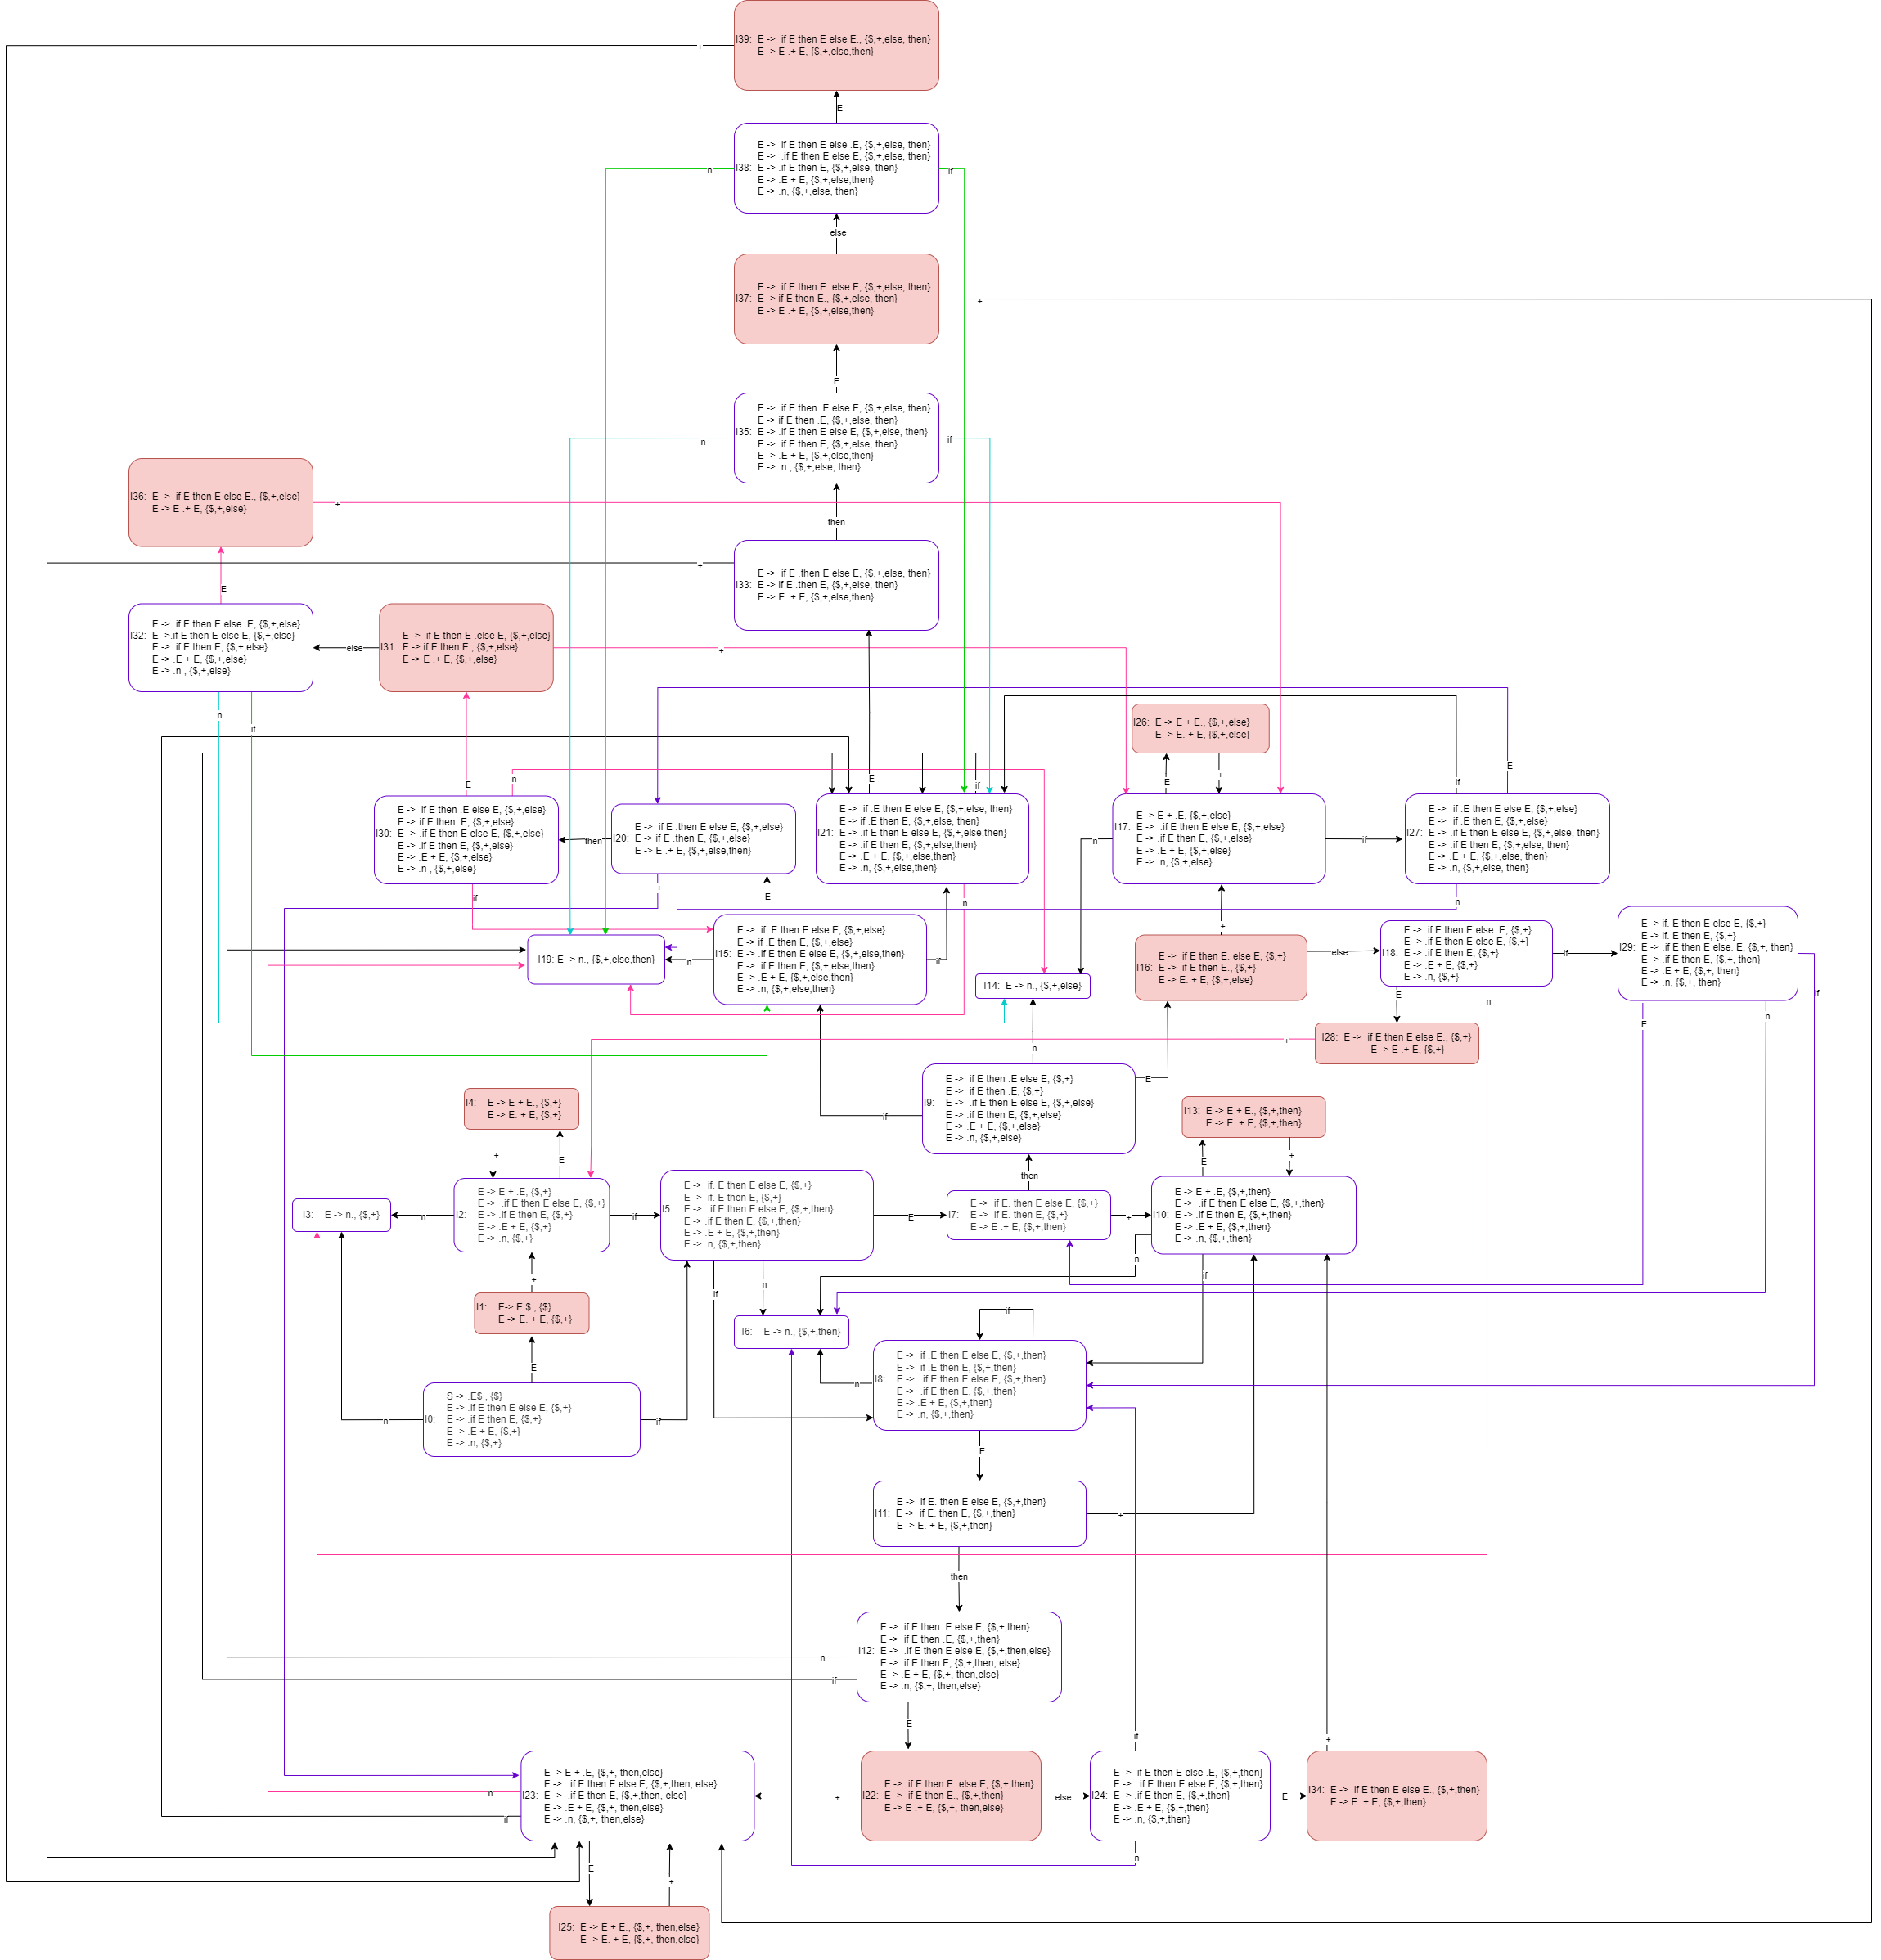 I39: E -> if E then E else E., {$,+,else, then}
E -> E .+ E, {$,+,else,then}
+
E
E -> if E then E else .E, {$,+,else, then}
E -> .if E then E else E, {$,+,else, then}
I38: E -> .if E then E, {$,+,else, then}
E -> .E + E, {$,+,else,then}
E -> .n, {$,+,else, then}
n
if
else
E -> if E then E .else E, {$,+,else, then}
I37: E -> if E then E., {$,+,else, then}
E -> E .+ E, {$,+,else,then}
+
E
E -> if E then .E else E, {$,+,else, then}
E -> if E then .E, {$,+,else, then}
I35: E -> .if E then E else E, {$,+,else, then}
E -> .if E then E, {$,+,else, then}
E -> .E + E, {$,+,else,then}
E -> .n , {$,+,else, then}
n
if
I36: E -> if E then E else E., {$,+,else}
E -> E .+ E, {$,+,else}
+
then
E -> if E .then E else E, {$,+,else, then}
I33: E -> if E .then E, {$,+,else, then}
E -> E .+ E, {$,+,else,then}
+
E
E -> if E then E else .E, {$,+,else}
I32: E ->.if E then E else E, {$,+,else}
E -> .if E then E, {$,+,else}
E -> .E + E, {$,+,else}
E -> .n , {$,+,else}
else
E -> if E then E .else E, {$,+,else}
I31: E -> if E then E., {$,+,else}
E -> E .+ E, {$,+,else}
+
n
if
I26: E -> E + E., {$,+,else}
E -> E. + E, {$,+,else}
E
n
E
if
E
+
if
E
E -> if E then .E else E, {$,+,else}
E -> if E then .E, {$,+,else}
I30: E -> .if E then E else E, {$,+,else}
E -> .if E then E, {$,+,else}
E -> .E + E, {$,+,else}
E -> .n , {$,+,else}
then
E -> if E .then E else E, {$,+,else}
I20: E -> if E .then E, {$,+,else}
E -> E .+ E, {$,+,else,then}
E -> if .E then E else E, {$,+,else, then}
E -> if .E then E, {$,+,else, then}
I21: E -> .if E then E else E, {$,+,else,then}
E -> .if E then E, {$,+,else,then}
E -> .E + E, {$,+,else,then}
E -> .n, {$,+,else,then}
n
E -> E + .E, {$,+,else}
E -> .if E then E else E, {$,+,else}
I17: E -> .if E then E, {$,+,else}
E -> .E + E, {$,+,else}
E -> .n, {$,+,else}
if
E -> if .E then E else E, {$,+,else}
E -> if .E then E, {$,+,else}
I27: E -> .if E then E else E, {$,+,else, then}
E -> .if E then E, {$,+,else, then}
E -> .E + E, {$,+,else, then}
E -> .n, {$,+,else, then}
if
+
E
n
n
+
I19: E -> n., {$,+,else,then}
n
E -> if .E then E else E, {$,+,else}
E -> if .E then E, {$,+,else}
I15: E -> .if E then E else E, {$,+,else,then}
E -> .if E then E, {$,+,else,then}
E -> .E + E, {$,+,else,then}
E -> .n, {$,+,else,then}
if
I14: E -> n., {$,+,else}
E -> if E then E. else E, {$,+}
I16: E -> if E then E., {$,+}
E -> E. + E, {$,+,else}
else
E -> if E then E else. E, {$,+}
E -> .if E then E else E, {$,+}
I18: E -> .if E then E, {$,+}
E -> .E + E, {$,+}
E -> .n, {$,+}
if
E -> if. E then E else E, {$,+}
E -> if. E then E, {$,+}
I29: E -> .if E then E else. E, {$,+, then}
E -> .if E then E, {$,+, then}
E -> .E + E, {$,+, then}
E -> .n, {$,+, then}
if
E
n
n
E
I28: E -> if E then E else E., {$,+}
E -> E .+ E, {$,+}
+
n
E -> if E then .E else E, {$,+}
E -> if E then .E, {$,+}
I9: E -> .if E then E else E, {$,+,else}
E -> .if E then E, {$,+,else}
E -> .E + E, {$,+,else}
E -> .n, {$,+,else}
E
if
I4: E -> E + E., {$,+}
E -> E. + E, {$,+}
I13: E -> E + E., {$,+,then}
E -> E. + E, {$,+,then}
+
E
then
E
+
I3: E -> n., {$,+}
n
E -> E + .E, {$,+}
E -> .if E then E else E, {$,+}
I2: E -> .if E then E, {$,+}
E -> .E + E, {$,+}
E -> .n, {$,+}
if
E -> if. E then E else E, {$,+}
E -> if. E then E, {$,+}
I5: E -> .if E then E else E, {$,+,then}
E -> .if E then E, {$,+,then}
E -> .E + E, {$,+,then}
E -> .n, {$,+,then}
E
E -> if E. then E else E, {$,+}
I7: E -> if E. then E, {$,+}
E -> E .+ E, {$,+,then}
+
E -> E + .E, {$,+,then}
E -> .if E then E else E, {$,+,then}
I10: E -> .if E then E, {$,+,then}
E -> .E + E, {$,+,then}
E -> .n, {$,+,then}
n
if
+
n
if
I1: E-> E.$ , {$}
E -> E. + E, {$,+}
I6: E -> n., {$,+,then}
if
E
E -> if .E then E else E, {$,+,then}
E -> if .E then E, {$,+,then}
I8: E -> .if E then E else E, {$,+,then}
E -> .if E then E, {$,+,then}
E -> .E + E, {$,+,then}
E -> .n, {$,+,then}
n
S -> .E$ , {$}
E -> .if E then E else E, {$,+}
I0: E -> .if E then E, {$,+}
E -> .E + E, {$,+}
E -> .n, {$,+}
n
if
E
E -> if E. then E else E, {$,+,then}
I11: E -> if E. then E, {$,+,then}
E -> E. + E, {$,+,then}
+
then
E -> if E then .E else E, {$,+,then}
E -> if E then .E, {$,+,then}
I12: E -> .if E then E else E, {$,+,then,else}
E -> .if E then E, {$,+,then, else}
E -> .E + E, {$,+, then,else}
E -> .n, {$,+, then,else}
n
if
E
if
+
E -> E + .E, {$,+, then,else}
E -> .if E then E else E, {$,+,then, else}
I23: E -> .if E then E, {$,+,then, else}
E -> .E + E, {$,+, then,else}
E -> .n, {$,+, then,else}
n
if
+
E -> if E then E .else E, {$,+,then}
I22: E -> if E then E., {$,+,then}
E -> E .+ E, {$,+, then,else}
else
E -> if E then E else .E, {$,+,then}
E -> .if E then E else E, {$,+,then}
I24: E -> .if E then E, {$,+,then}
E -> .E + E, {$,+,then}
E -> .n, {$,+,then}
E
I34: E -> if E then E else E., {$,+,then}
E -> E .+ E, {$,+,then}
n
E
+
I25: E -> E + E., {$,+, then,else}
E -> E. + E, {$,+, then,else}